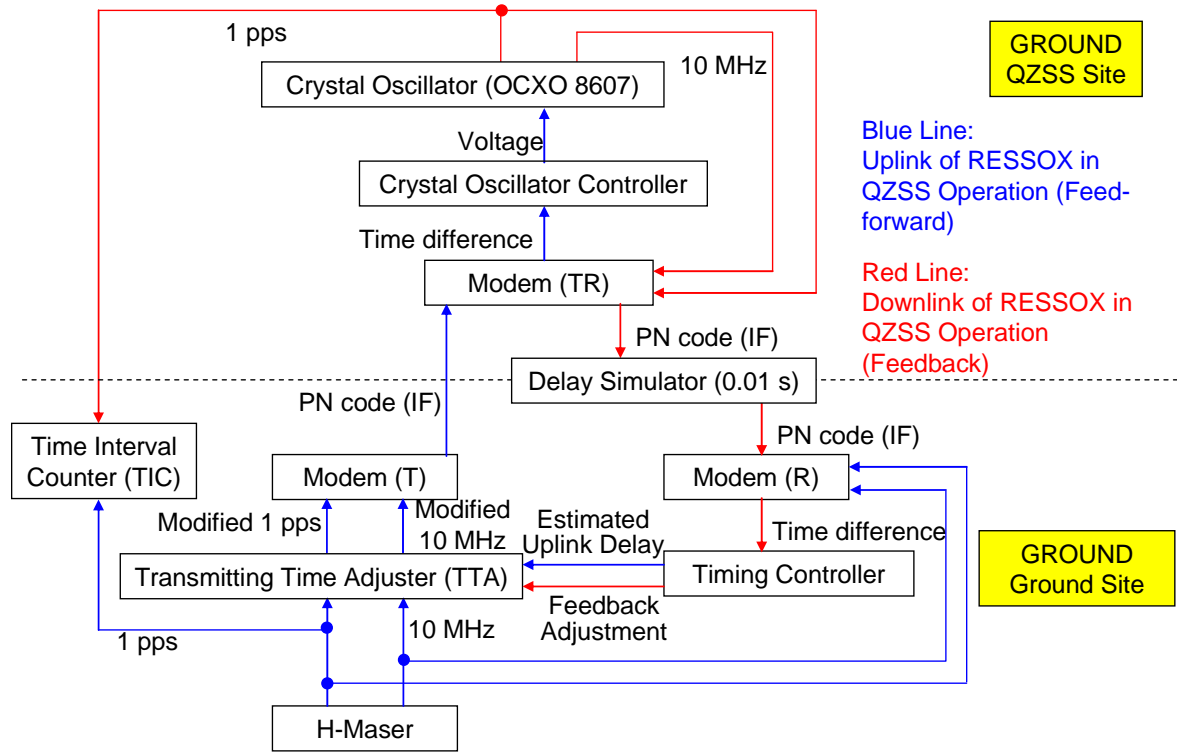 1 pps
GROUND
QZSS Site
10 MHz
Crystal Oscillator (OCXO 8607)
Blue Line:
Uplink of RESSOX in
QZSS Operation (Feed-
forward)
Voltage
Crystal Oscillator Controller
Time difference
Modem (TR)
Red Line:
Downlink of RESSOX in
QZSS Operation
(Feedback)
PN code (IF)
Delay Simulator (0.01 s)
PN code (IF)
PN code (IF)
Time Interval
Counter (TIC)
Modem (T)
Modem (R)
Modified 1 pps
Modified
10 MHz
Estimated
Uplink Delay
Time difference
Transmitting Time Adjuster (TTA)
Timing Controller
GROUND
Ground Site
Feedback
Adjustment
1 pps
10 MHz
H-Maser